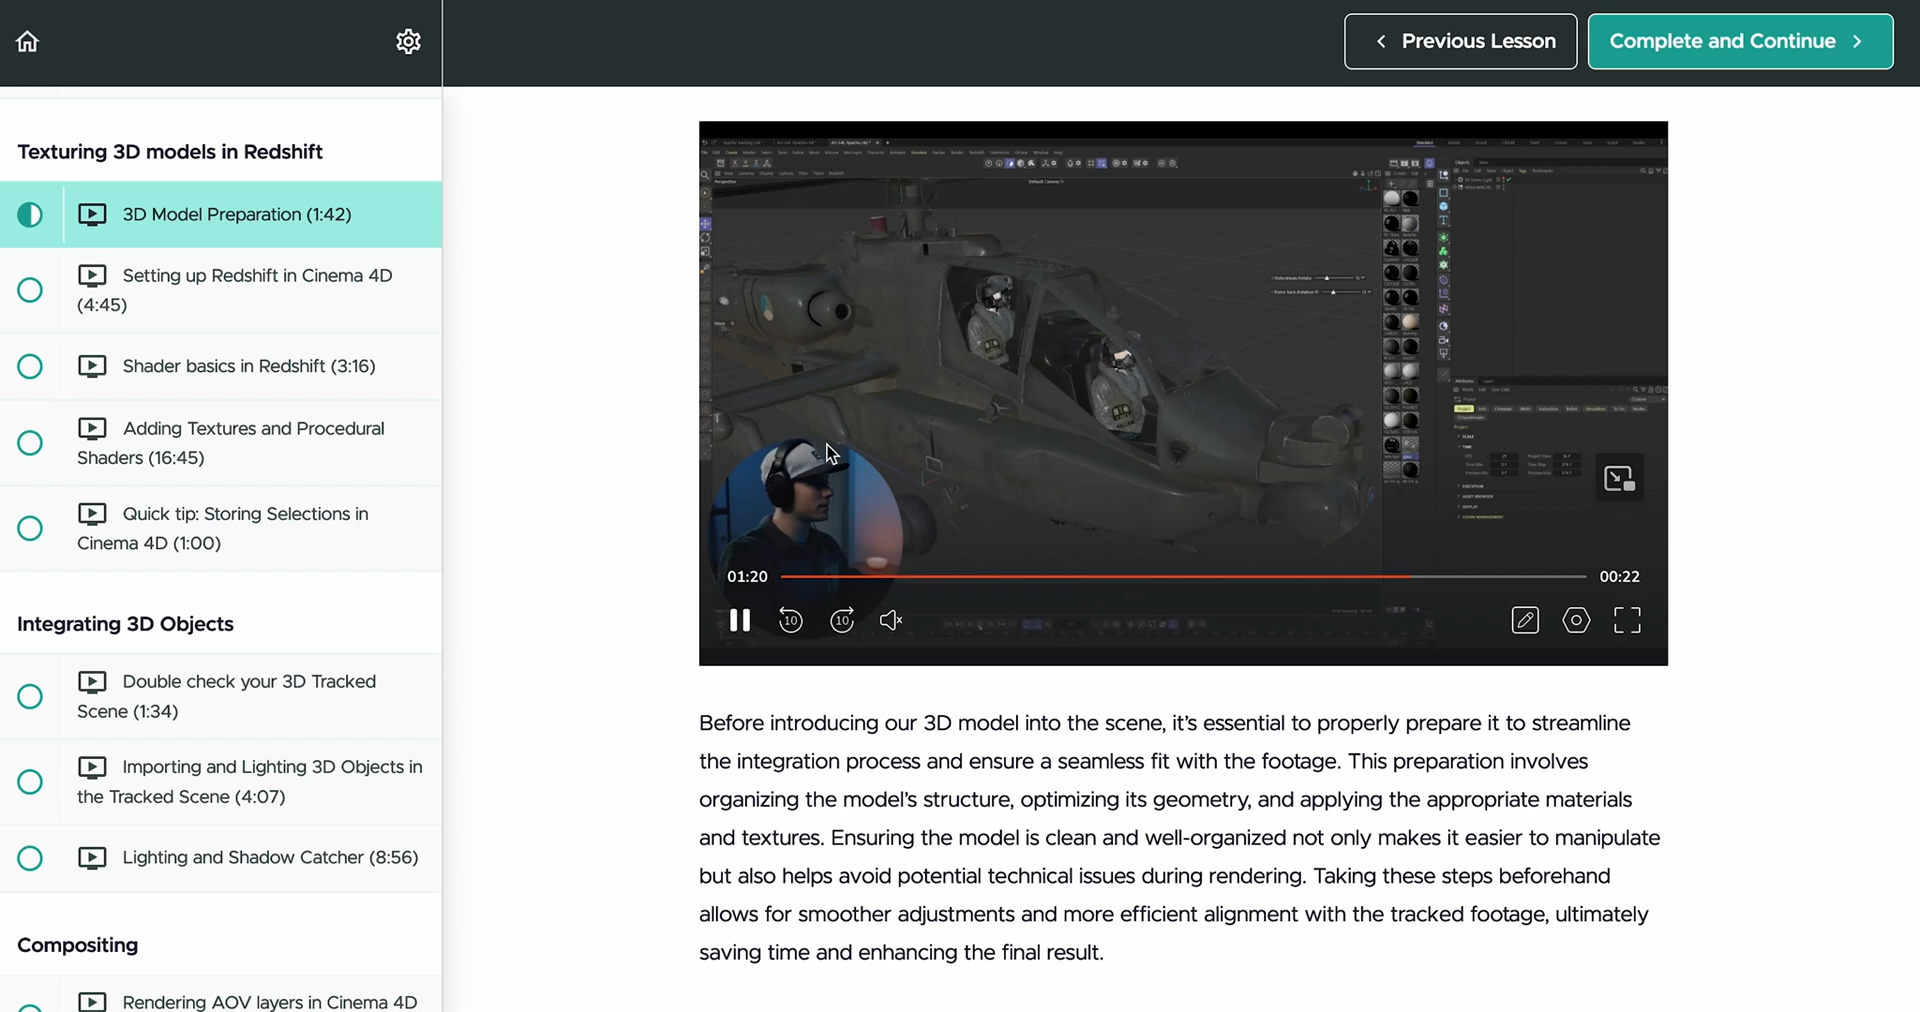 Previous Lesson
Complete and Continue
Texturing 3D models in Redshift
3D Model Preparation (1:42)
Setting up Redshift in Cinema 4D
(4:45)
Shader basics in Redshift (3:16)
Adding Textures and Procedural
Shaders (16:45)
Quick tip: Storing Selections in
Cinema 4D (1:00)
Integrating 3D Objects
Double check your 3D Tracked
Scene (1:34)
Importing and Lighting 3D Objects in
the Tracked Scene (4:07)
Lighting and Shadow Catcher (8:56)
Compositing
Rendering AOV layers in Cinema 4D
Perspective
Default Camera
01:20
00:22
10
10
Before introducing our 3D model into the scene, it’s essential to properly prepare it to streamline
the integration process and ensure a seamless fit with the footage. This preparation involves
organizing the model’s structure, optimizing its geometry, and applying the appropriate materials
and textures. Ensuring the model is clean and well-organized not only makes it easier to manipulate
but also helps avoid potential technical issues during rendering. Taking these steps beforehand
allows for smoother adjustments and more efficient alignment with the tracked footage, ultimately
saving time and enhancing the final result.